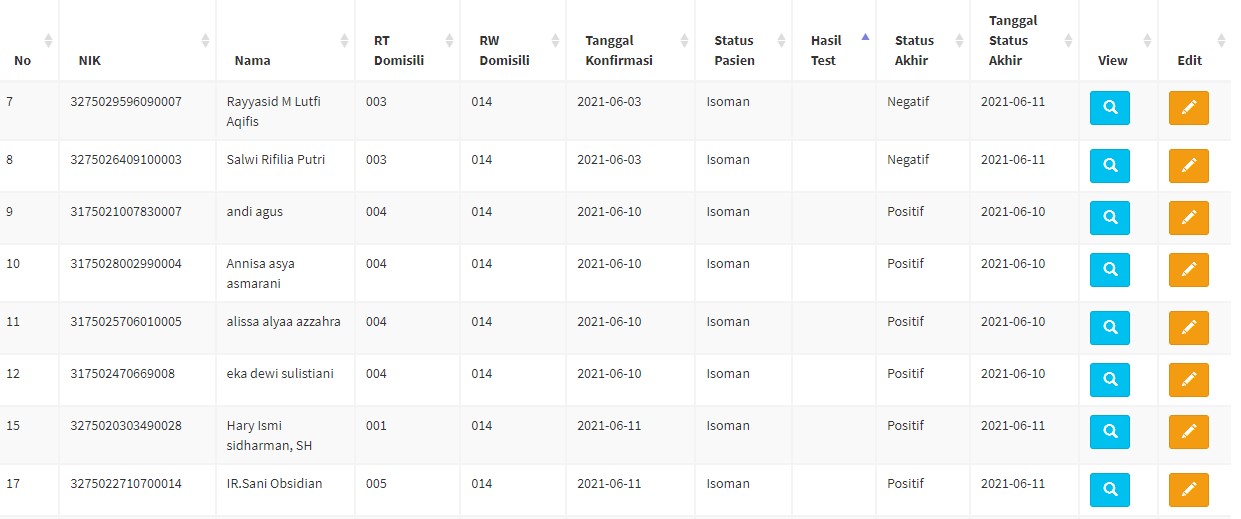 No NIK Nama RT Domisili RW Domisili Tanggal Konfirmasi Status Pasien Hasil Test Status Akhir Tanggal Status Akhir View Edit
7 3275029596090007 Rayyasid M Lutfi Aqifis 003 014 2021-06-03 Isoman Negatif 2021-06-11
8 3275026409100003 Salwi Rifilia Putri 003 014 2021-06-03 Isoman Negatif 2021-06-11
9 3175021007830007 andi agus 004 014 2021-06-10 Isoman Positif 2021-06-10
10 3175028002990004 Annisa asya asmarani 004 014 2021-06-10 Isoman Positif 2021-06-10
11 3175025706010005 alissa alyaa azzahra 004 014 2021-06-10 Isoman Positif 2021-06-10
12 317502470669008 eka dewi sulistiani 004 014 2021-06-10 Isoman Positif 2021-06-10
15 3275020303490028 Hary Ismi sidharman, SH 001 014 2021-06-11 Isoman Positif 2021-06-11
17 3275022710700014 IR.Sani Obsidian 005 014 2021-06-11 Isoman Positif 2021-06-11